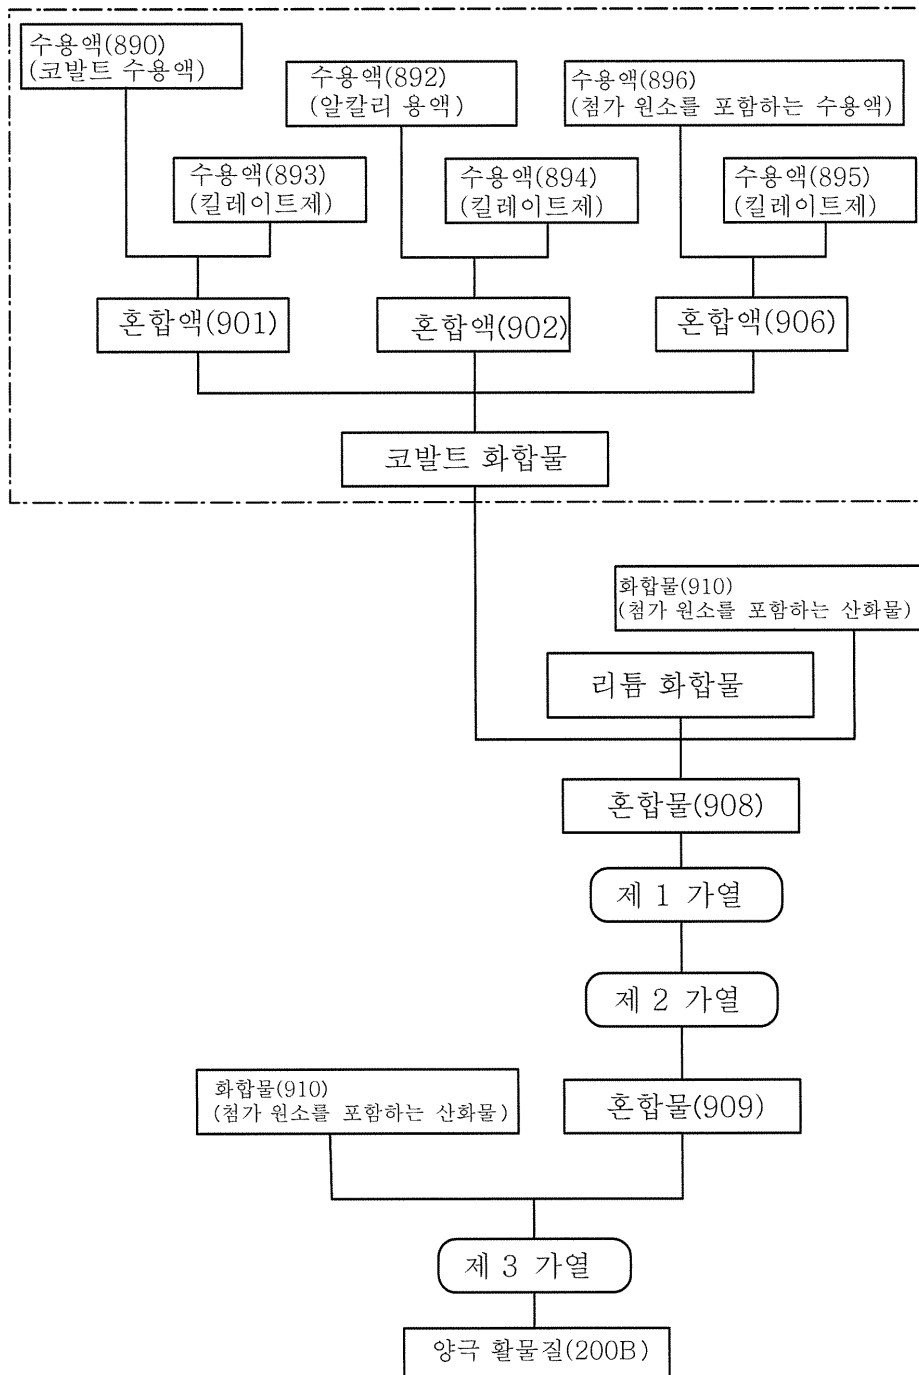 수용액(890)
(코발트 수용액)
수용액(892)
(알칼리 용액)
수용액(896)
(첨가 원소를 포함하는 수용액)
수용액(893)
(킬레이트제)
수용액(894)
(킬레이트제)
수용액(895)
(킬레이트제)
혼합액(901)
혼합액(902)
혼합액(906)
코발트 화합물
화합물(910)
(첨가 원소를 포함하는 산화물)
리튬 화합물
혼합물(908)
제 1 가열
제 2 가열
화합물(910)
(첨가 원소를 포함하는 산화물)
혼합물(909)
제 3 가열
양극 활물질(200B)